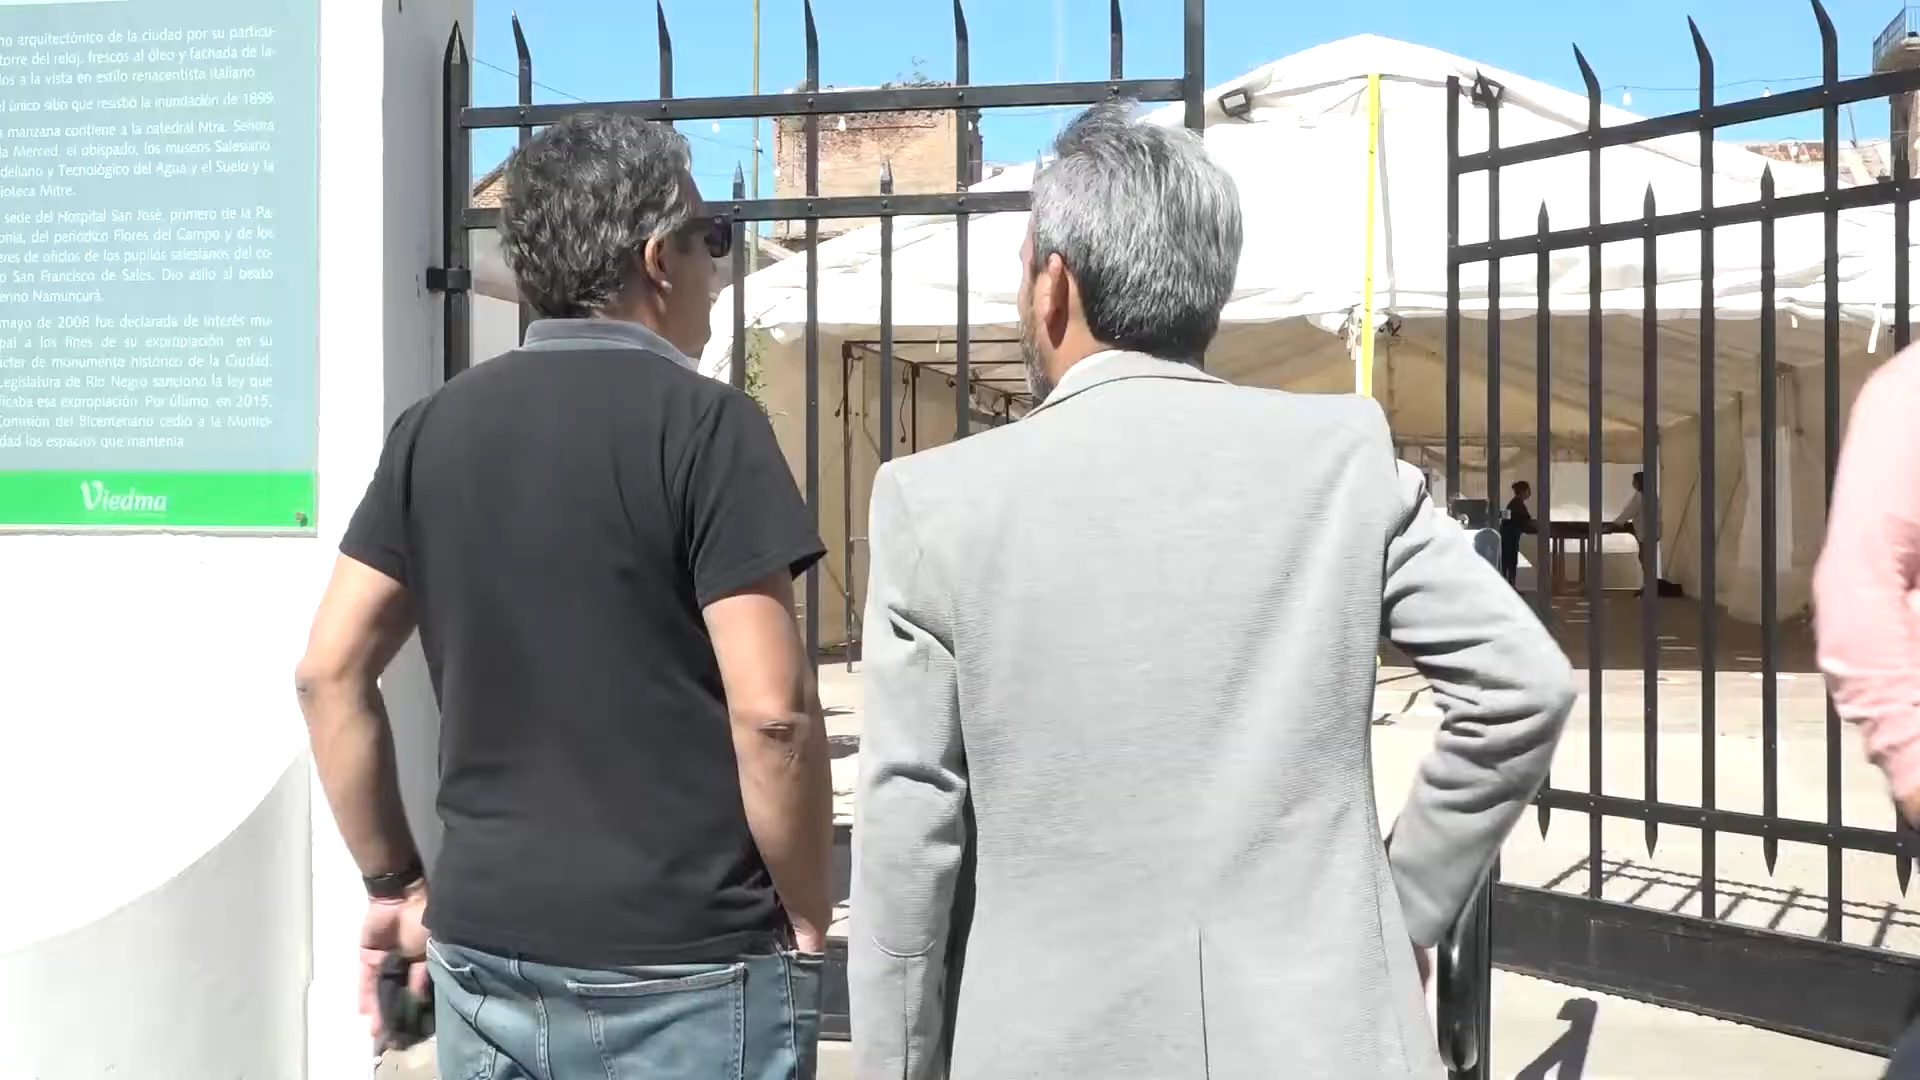 no arquitectónico de la ciudad por su particu-
torre del reloj, frescos al óleo y fachada de la-
los a la vista en estilo renacentista italiano.
el único sitio que resistió la inundación de 1899.
manzana contiene a la catedral Ntra. Señora
la Merced, el obispado, los museos Salesiano,
deliano y Tecnológico del Agua y el Suelo y la
ioteca Mitre.
sede del Hospital San José, primero de la Pa-
onia, del periódico Flores del Campo y de los
eres de oficios de los pupilos salesianos del co-
o San Francisco de Sales. Dio asilo al beato
erino Namuncurá.
mayo de 2008 fue declarada de interés mu-
pal a los fines de su expropiación en su
ácter de monumento histórico de la Ciudad.
Legislatura de Río Negro sancionó la ley que
ificaba esa expropiación. Por último, en 2015,
Comisión del Bicentenario cedió a la Munici-
dad los espacios que mantenía
Viedma